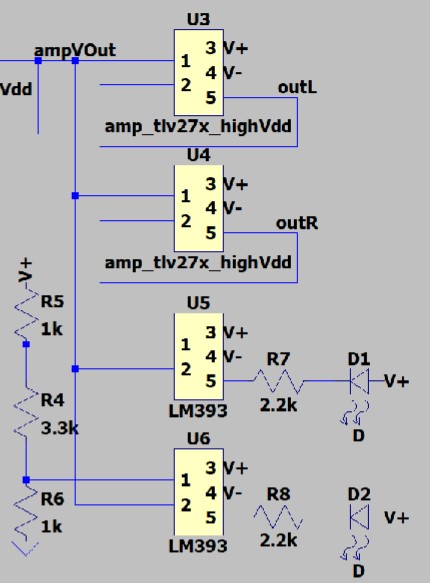 U3
ampVOut
3 V+
1
4 V-
2
5
Vdd
outL
amp_tlv27x_highVdd
U4
3 V+
1
4 V-
2
5
outR
amp_tlv27x_highVdd
V+
R5
1k
U5
3 V+
1
4 V-
2
5
R7
2.2k
D1
V+
D
LM393
R4
3.3k
U6
3 V+
1
4 V-
2
5
R8
2.2k
D2
V+
D
LM393
R6
1k